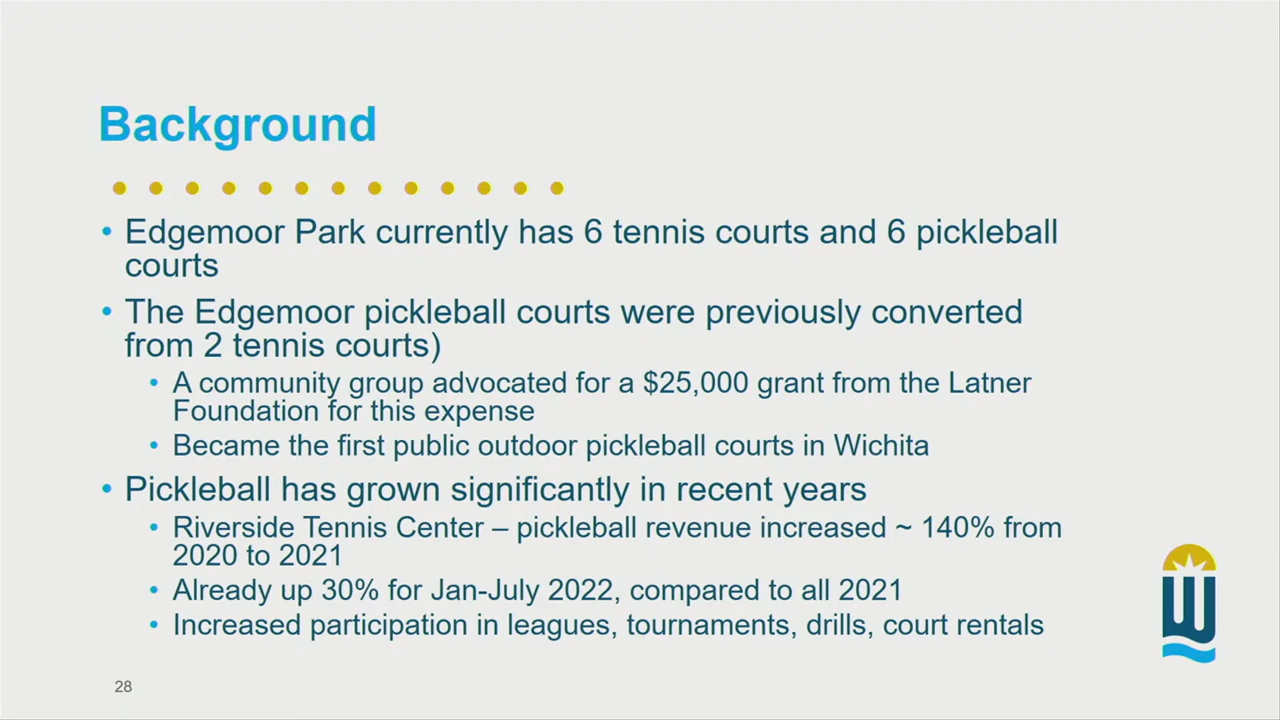 Background
• Edgemoor Park currently has 6 tennis courts and 6 pickleball
courts
• The Edgemoor pickleball courts were previously converted
from 2 tennis courts)
• A community group advocated for a $25,000 grant from the Latner
Foundation for this expense
• Became the first public outdoor pickleball courts in Wichita
• Pickleball has grown significantly in recent years
• Riverside Tennis Center – pickleball revenue increased ~ 140% from
2020 to 2021
• Already up 30% for Jan-July 2022, compared to all 2021
• Increased participation in leagues, tournaments, drills, court rentals
W
28